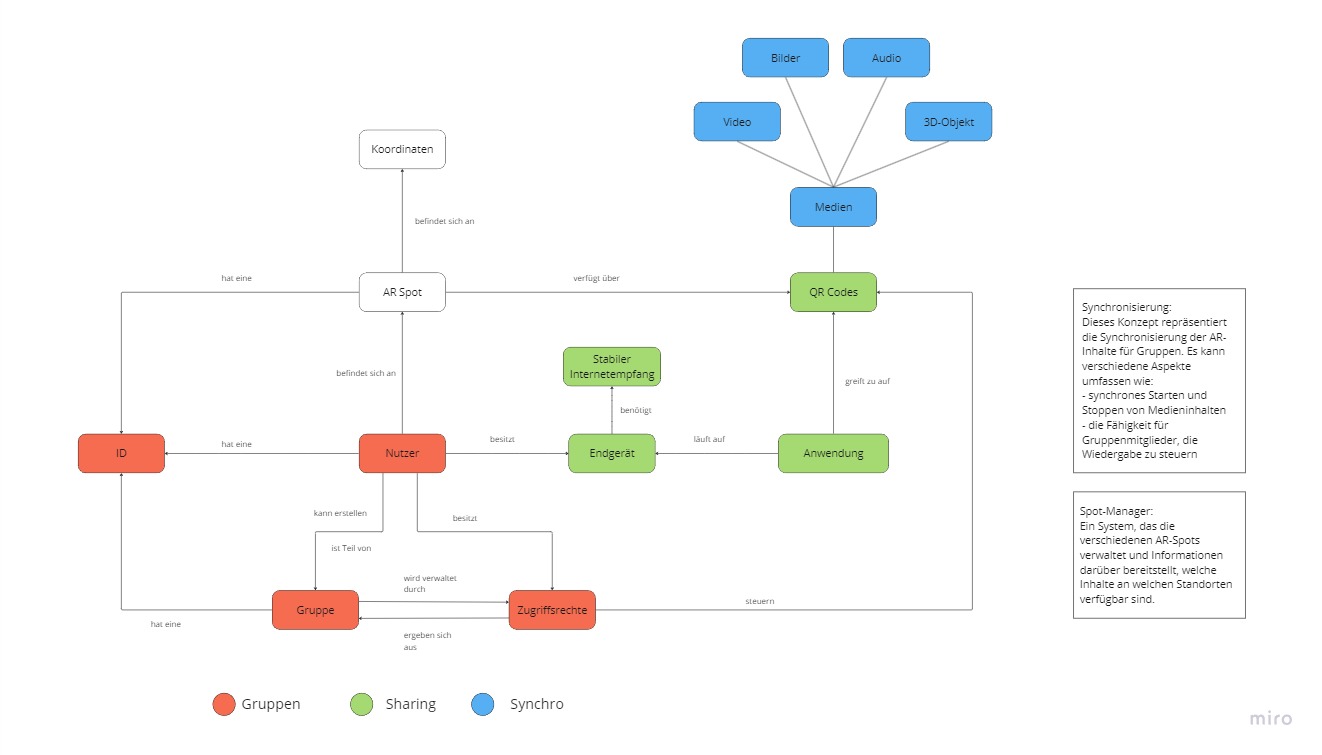 Bilder
Audio
Video
3D-Objekt
Koordinaten
Medien
befindet sich an
hat eine
verfügt über
AR Spot
QR Codes
Synchronisierung:
Dieses Konzept repräsentiert
die Synchronisierung der AR-
Inhalte für Gruppen. Es kann
verschiedene Aspekte
umfassen wie:
- synchrones Starten und
Stoppen von Medieninhalten
- die Fähigkeit für
Gruppenmitglieder, die
Wiedergabe zu steuern
Stabiler
Internetempfang
befindet sich an
greift zu auf
benötigt
hat eine
besitzt
läuft auf
ID
Nutzer
Endgerät
Anwendung
kann erstellen
besitzt
ist Teil von
Spot-Manager:
Ein System, das die
verschiedenen AR-Spots
verwaltet und Informationen
darüber bereitstellt, welche
Inhalte an welchen Standorten
verfügbar sind.
wird verwaltet
durch
Gruppe
Zugriffsrechte
steuern
hat eine
ergeben sich
aus
Gruppen
Sharing
Synchro
miro